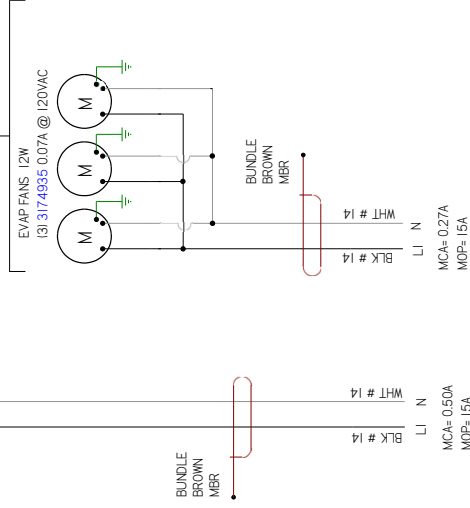 EVAP FANS 12W
(3) 3174935 0.07A @ 120VAC
M
M
M
BUNDLE
BROWN
MBR
BLK # 14
WHT # 14
L1 N
MCA= 0.27A
MOP= 15A
BUNDLE
BROWN
MBR
BLK # 14
WHT # 14
L1 N
MCA= 0.50A
MOP= 15A